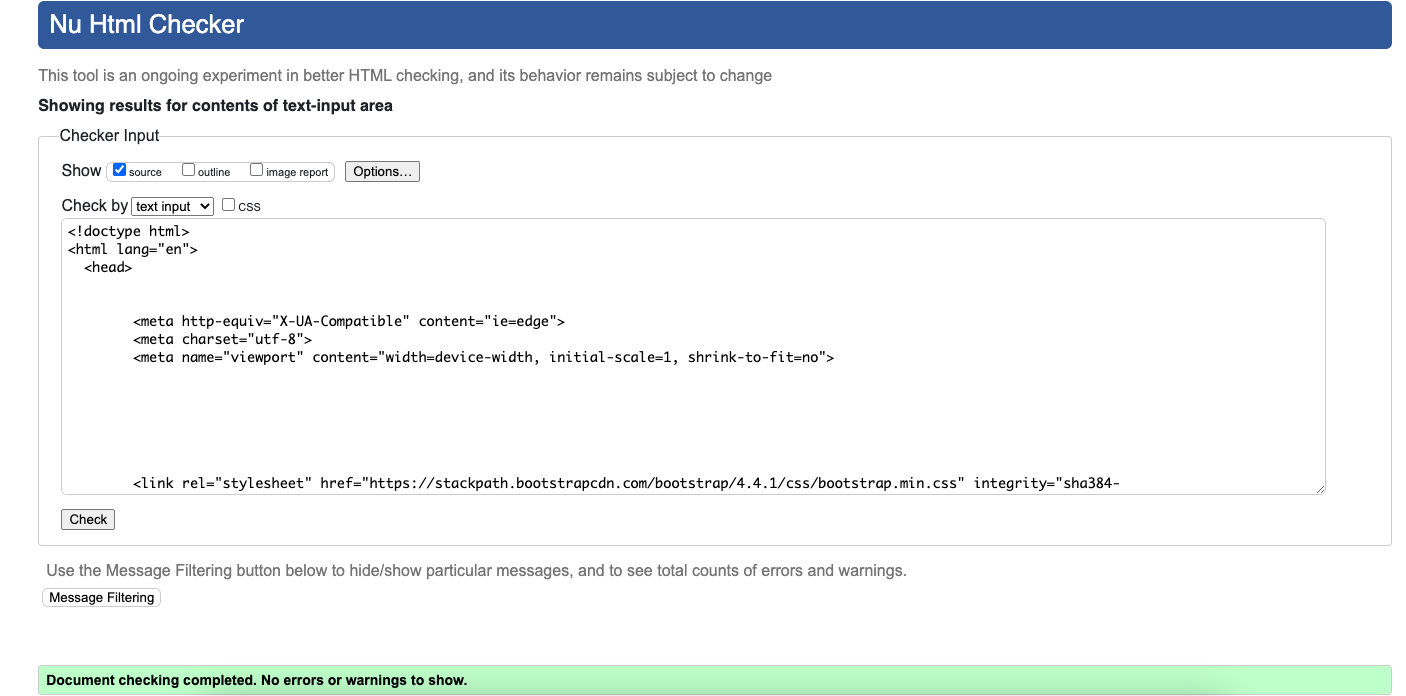 Nu Html Checker
This tool is an ongoing experiment in better HTML checking, and its behavior remains subject to change
Showing results for contents of text-input area
Checker Input
Show source outline image report Options...
Check by text input css
<!doctype html>
<html lang="en">
<head>
<meta http-equiv="X-UA-Compatible" content="ie=edge">
<meta charset="utf-8">
<meta name="viewport" content="width=device-width, initial-scale=1, shrink-to-fit=no">
<link rel="stylesheet" href="https://stackpath.bootstrapcdn.com/bootstrap/4.4.1/css/bootstrap.min.css" integrity="sha384-
Check
Use the Message Filtering button below to hide/show particular messages, and to see total counts of errors and warnings.
Message Filtering
Document checking completed. No errors or warnings to show.